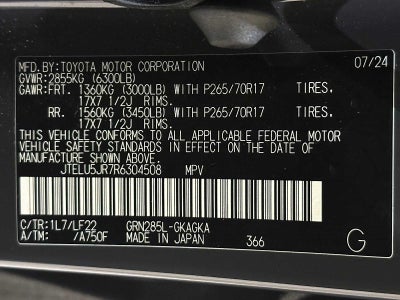 MFD.BY:TOYOTA MOTOR CORPORATION 07/24
GVWR:2855KG (6300LB)
GAWR:FRT. 1360KG (3000LB) WITH P265/70R17 TIRES.
17X7 1/2J RIMS.
RR. 1560KG (3450LB) WITH P265/70R17 TIRES.
17X7 1/2J RIMS.
THIS VEHICLE CONFORMS TO ALL APPLICABLE FEDERAL MOTOR
VEHICLE SAFETY STANDARDS IN EFFECT ON THE DATE OF
MANUFACTURE SHOWN ABOVE.
JTELU5JR7R6304508 MPV
C/TR:1L7/LF22 GRN285L-GKAGKA
A/TM: /A750F MADE IN JAPAN 366 G